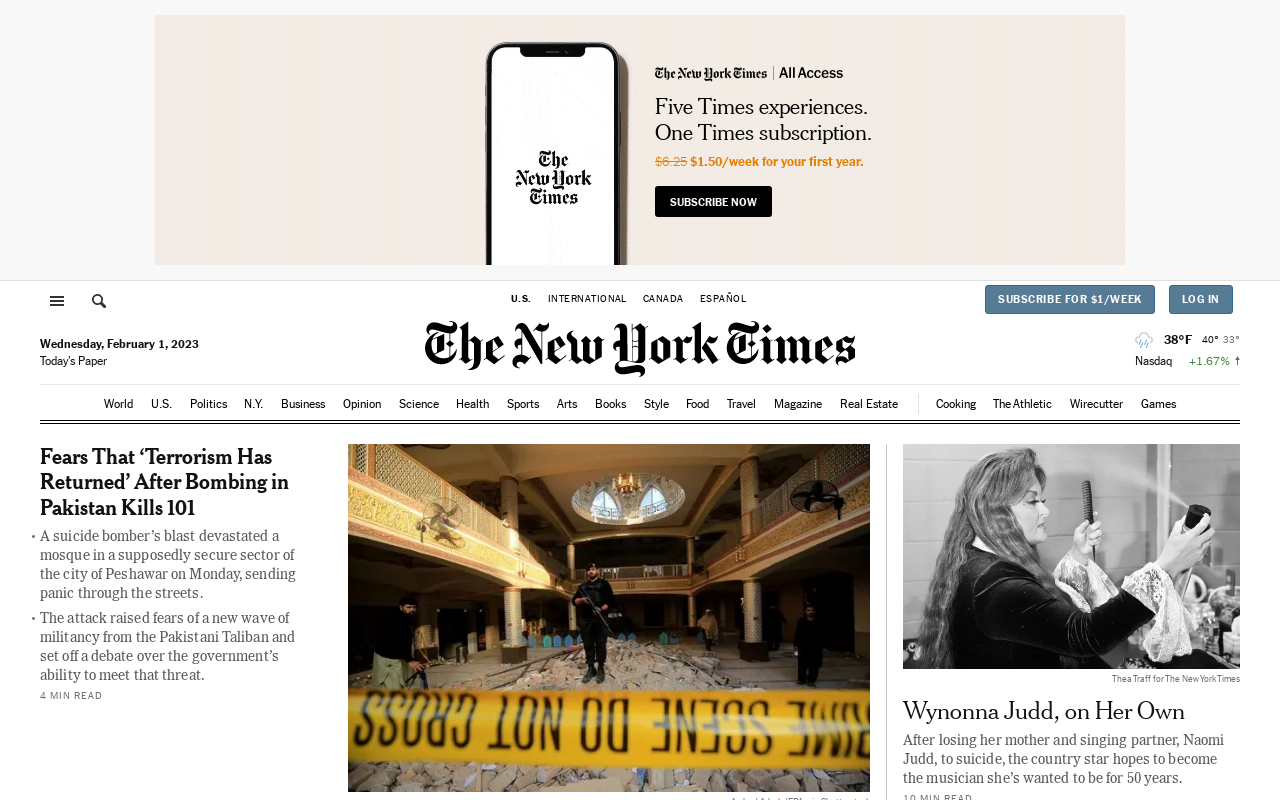 The New York Times | All Access
Five Times experiences.
One Times subscription.
$6.25 $1.50/week for your first year.
SUBSCRIBE NOW
The
New York
Times
U.S. INTERNATIONAL CANADA ESPAÑOL
SUBSCRIBE FOR $1/WEEK LOG IN
The New York Times
Wednesday, February 1, 2023
Today's Paper
38°F 40° 33°
Nasdaq +1.67% ↑
World U.S. Politics N.Y. Business Opinion Science Health Sports Arts Books Style Food Travel Magazine Real Estate Cooking The Athletic Wirecutter Games
Fears That ‘Terrorism Has
Returned’ After Bombing in
Pakistan Kills 101
• A suicide bomber’s blast devastated a
mosque in a supposedly secure sector of
the city of Peshawar on Monday, sending
panic through the streets.
• The attack raised fears of a new wave of
militancy from the Pakistani Taliban and
set off a debate over the government’s
ability to meet that threat.
4 MIN READ
CRIME SCENE DO NOT CROSS
Thea Traff for The New York Times
Wynonna Judd, on Her Own
After losing her mother and singing partner, Naomi
Judd, to suicide, the country star hopes to become
the musician she’s wanted to be for 50 years.
10 MIN READ